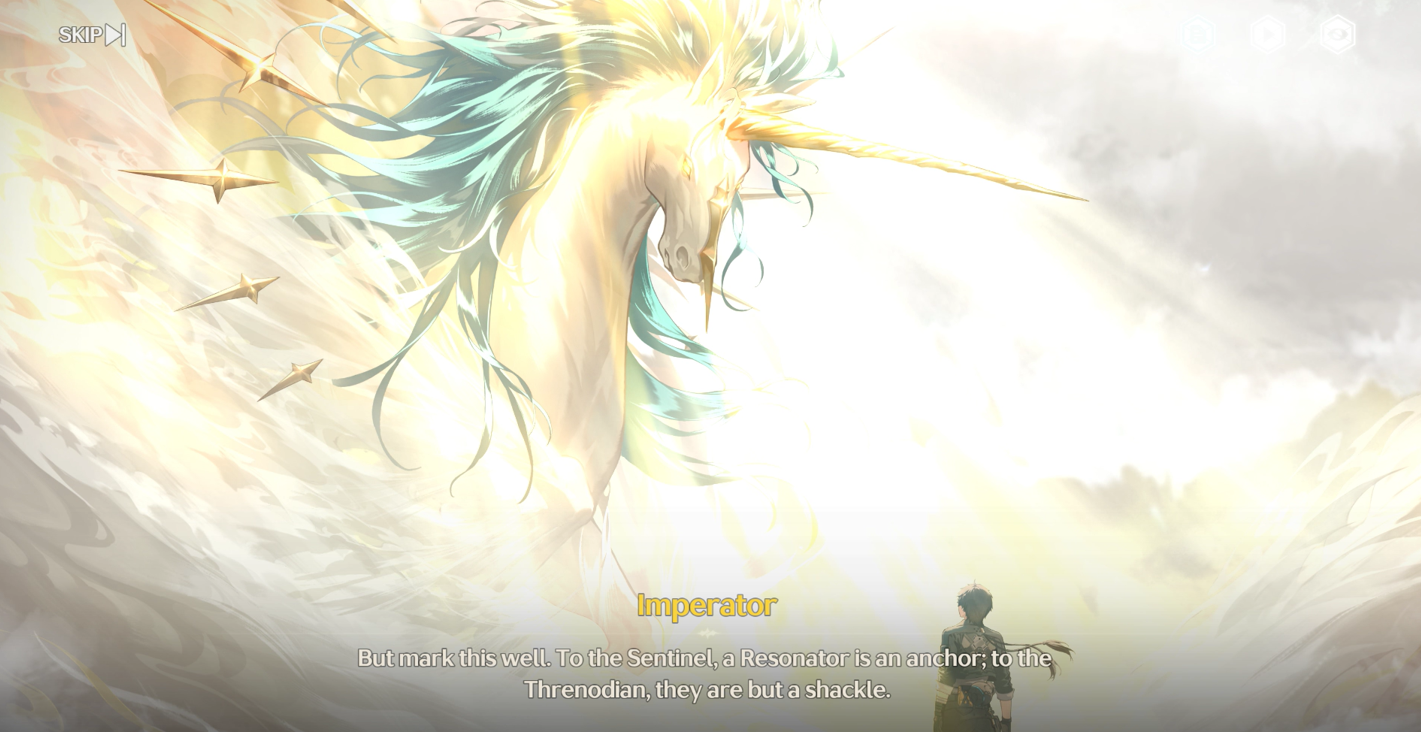 SKIP
Imperator
But mark this well. To the Sentinel, a Resonator is an anchor; to the
Threnodian, they are but a shackle.